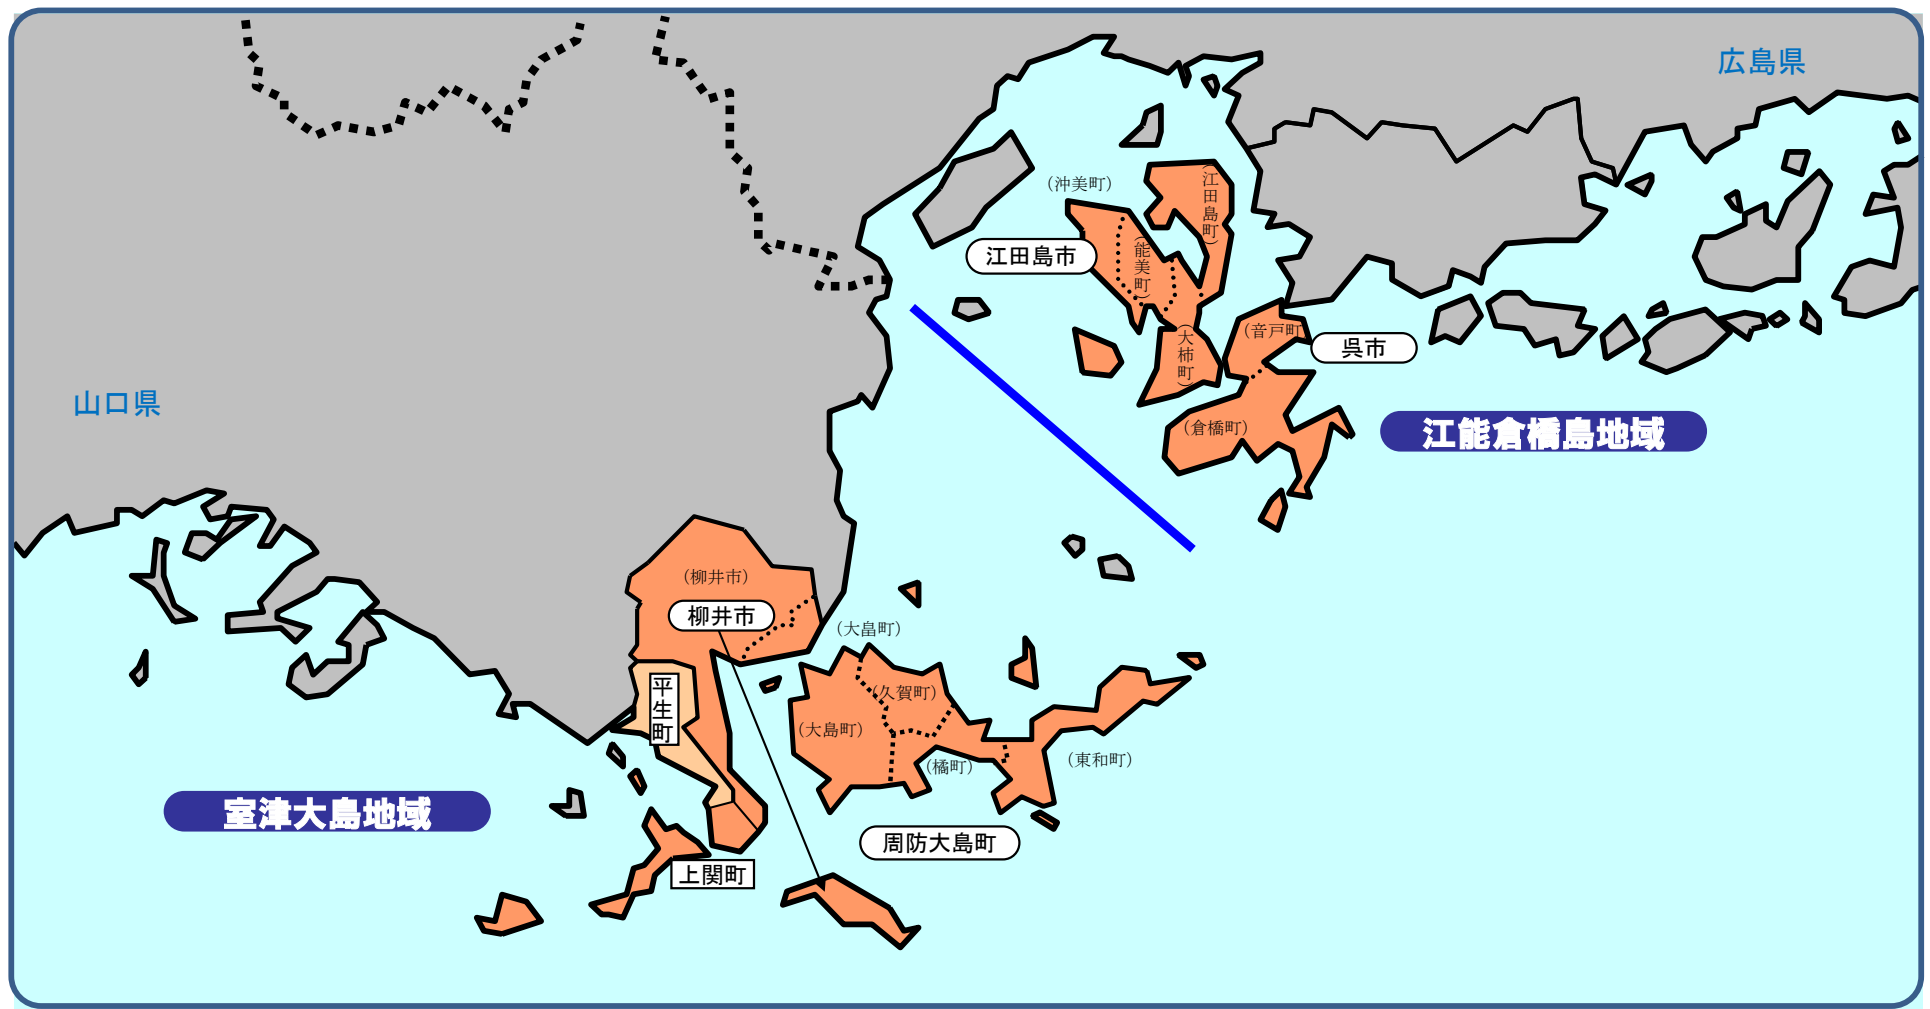 広島県
(沖美町)
(江田島町)
江田島市
(能美町)
(大柿町)
(音戸町
呉市
山口県
(倉橋町)
江能倉橋島地域
(柳井市)
柳井市
(大畠町)
平生町
(久賀町)
(大島町)
(橘町)
(東和町)
室津大島地域
周防大島町
上関町